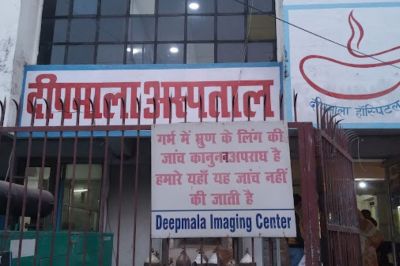 दीपमाला अस्पताल
दीपमाला हॉस्पिटल
गर्भ में भ्रुण के लिंग की
जांच कानुनन अपराध है
हमारे यहाँ यह जांच नहीं
की जाती है
Deepmala Imaging Center